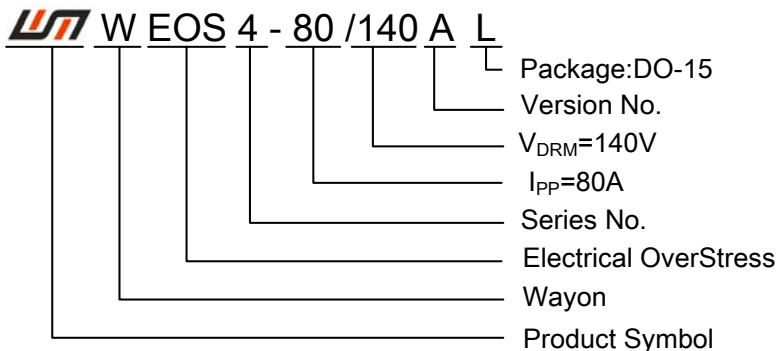 W EOS 4 - 80 /140 A L
Package:DO-15
Version No.
VDRM=140V
IPP=80A
Series No.
Electrical OverStress
Wayon
Product Symbol